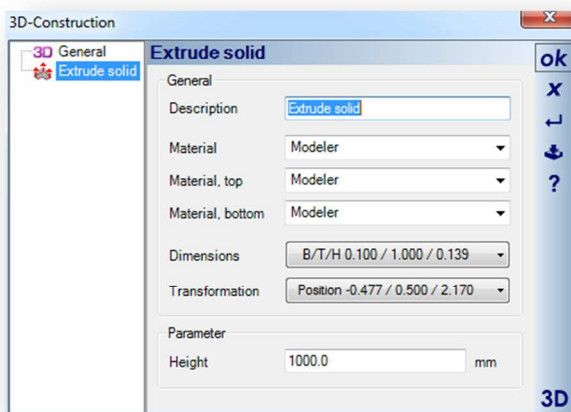 3D-Construction
x
3D General
Extrude solid
Extrude solid
General
Description Extrude solid
Material Modeler
Material, top Modeler
Material, bottom Modeler
Dimensions B/T/H 0.100 / 1.000 / 0.139
Transformation Position -0.477 / 0.500 / 2.170
Parameter
Height 1000.0 mm
ok
x
?
3D